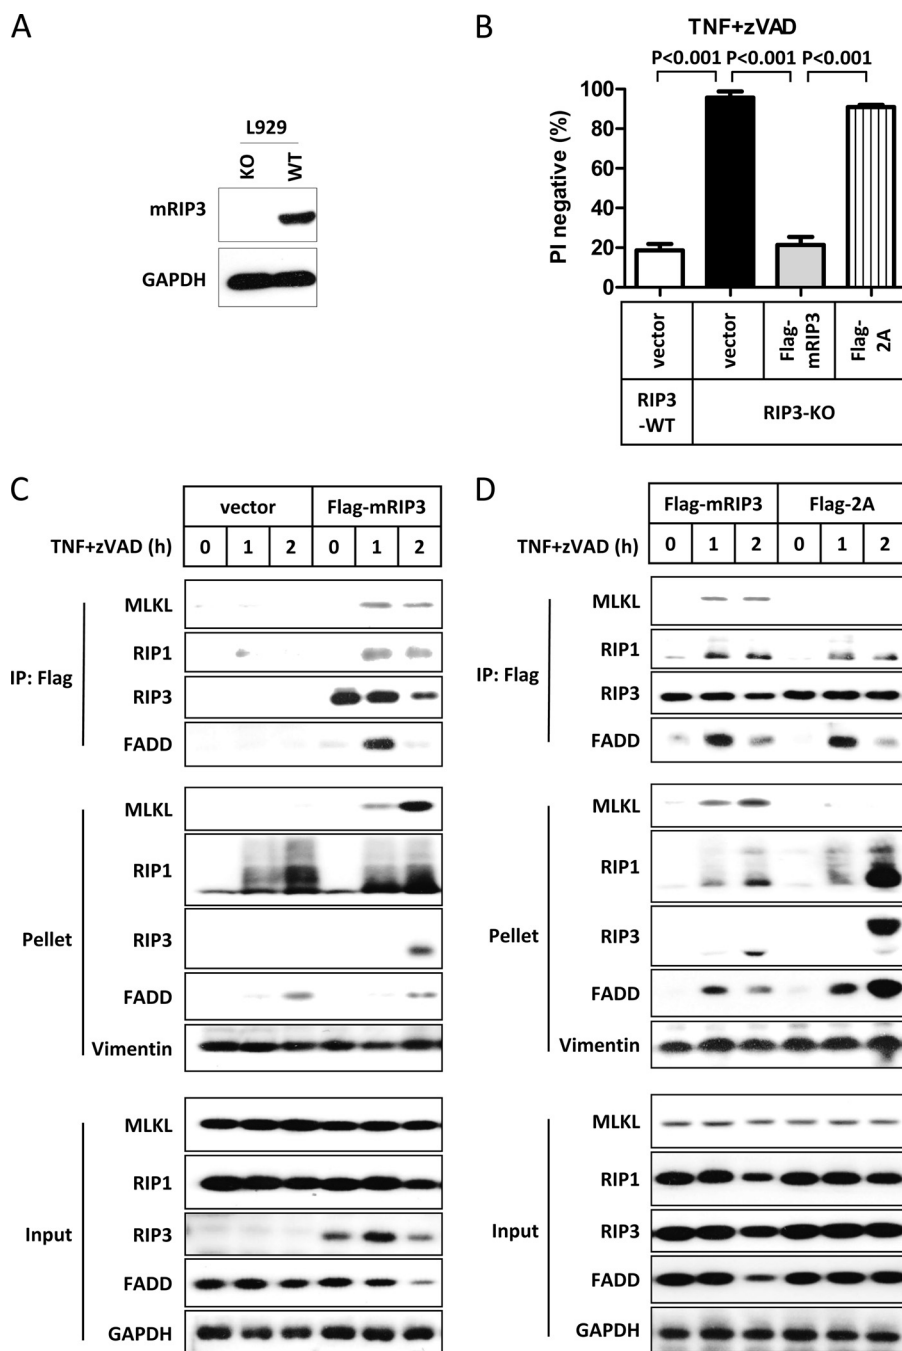 A
L929
KO WT
mRIP3
GAPDH
B
TNF+zVAD
P<0.001 P<0.001 P<0.001
PI negative (%)
100
80
60
40
20
0
vector vector Flag-mRIP3 Flag-2A
RIP3-WT RIP3-KO
C
vector Flag-mRIP3
TNF+zVAD (h) 0 1 2 0 1 2
IP: Flag
MLKL
RIP1
RIP3
FADD
Pellet
MLKL
RIP1
RIP3
FADD
Vimentin
Input
MLKL
RIP1
RIP3
FADD
GAPDH
D
Flag-mRIP3 Flag-2A
TNF+zVAD (h) 0 1 2 0 1 2
IP: Flag
MLKL
RIP1
RIP3
FADD
Pellet
MLKL
RIP1
RIP3
FADD
Vimentin
Input
MLKL
RIP1
RIP3
FADD
GAPDH